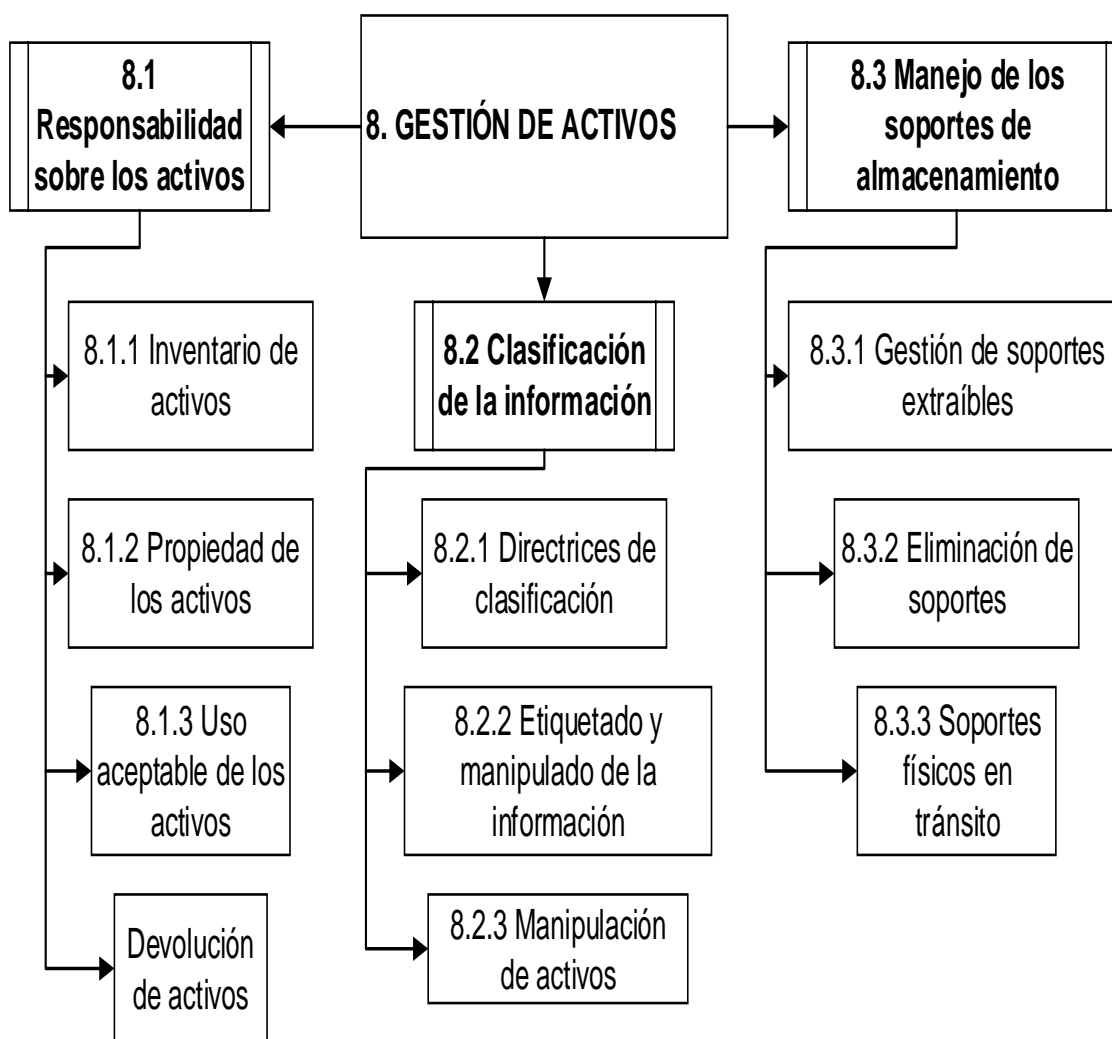 8. GESTIÓN DE ACTIVOS
8.1
Responsabilidad
sobre los activos
8.1.1 Inventario de
activos
8.1.2 Propiedad de
los activos
8.1.3 Uso
aceptable de los
activos
Devolución
de activos
8.2 Clasificación
de la información
8.2.1 Directrices de
clasificación
8.2.2 Etiquetado y
manipulado de la
información
8.2.3 Manipulación
de activos
8.3 Manejo de los
soportes de
almacenamiento
8.3.1 Gestión de soportes
extraíbles
8.3.2 Eliminación de
soportes
8.3.3 Soportes
físicos en
tránsito